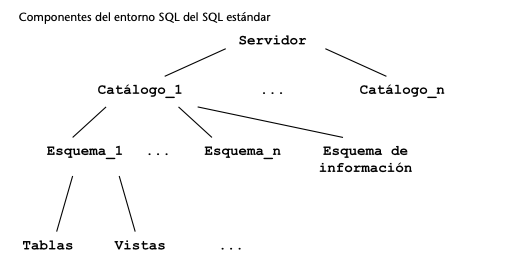 Componentes del entorno SQL del SQL estándar
Servidor
Catálogo_1 ... Catálogo_n
Esquema_1 ... Esquema_n Esquema de
información
Tablas Vistas ...